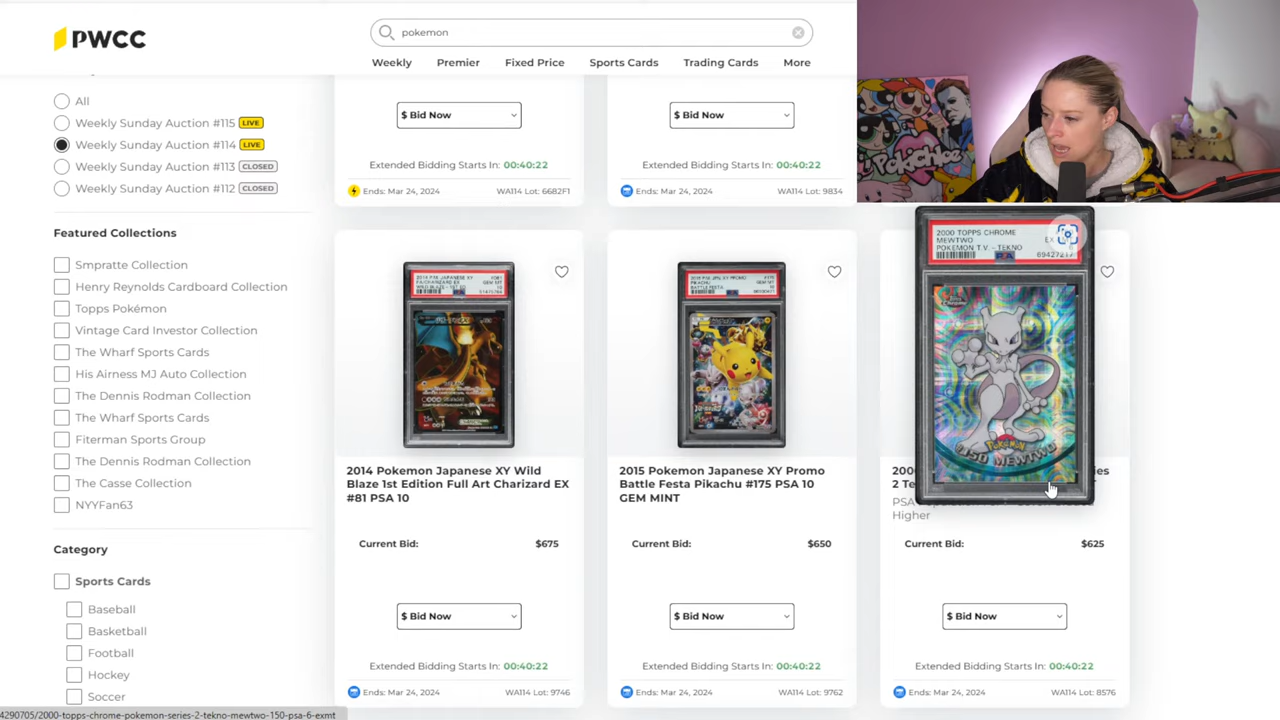 PWCC
pokemon
Weekly Premier Fixed Price Sports Cards Trading Cards More
All
Weekly Sunday Auction #115 LIVE
Weekly Sunday Auction #114 LIVE
Weekly Sunday Auction #113 CLOSED
Weekly Sunday Auction #112 CLOSED
Featured Collections
Smpratte Collection
Henry Reynolds Cardboard Collection
Topps Pokémon
Vintage Card Investor Collection
The Wharf Sports Cards
His Airness MJ Auto Collection
The Dennis Rodman Collection
The Wharf Sports Cards
Fiterman Sports Group
The Dennis Rodman Collection
The Casse Collection
NYYFan63
Category
Sports Cards
Baseball
Basketball
Football
Hockey
Soccer
$ Bid Now
Extended Bidding Starts In: 00:40:22
Ends: Mar 24, 2024 WA114 Lot: 6682F1
$ Bid Now
Extended Bidding Starts In: 00:40:22
Ends: Mar 24, 2024 WA114 Lot: 9834
2014 Pokemon Japanese XY Wild
Blaze 1st Edition Full Art Charizard EX
#81 PSA 10
Current Bid: $675
$ Bid Now
Extended Bidding Starts In: 00:40:22
Ends: Mar 24, 2024 WA114 Lot: 9746
2015 Pokemon Japanese XY Promo
Battle Festa Pikachu #175 PSA 10
GEM MINT
Current Bid: $650
$ Bid Now
Extended Bidding Starts In: 00:40:22
Ends: Mar 24, 2024 WA114 Lot: 9762
2000 TOPPS CHROME
MEWTWO
POKEMON T.V. - TEKNO
PSA
69427217
Pokémon
#150 MEWTWO
Higher
Current Bid: $625
$ Bid Now
Extended Bidding Starts In: 00:40:22
Ends: Mar 24, 2024 WA114 Lot: 8576
Pokichloe
4290705/2000-topps-chrome-pokemon-series-2-tekno-mewtwo-150-psa-6-exmt